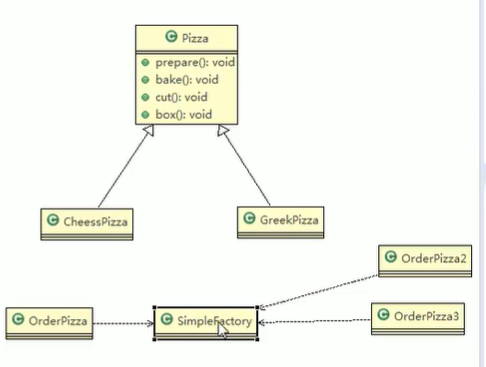 Pizza
prepare(): void
bake(): void
cut(): void
box(): void
CheessPizza
GreekPizza
OrderPizza2
OrderPizza
SimpleFactory
OrderPizza3